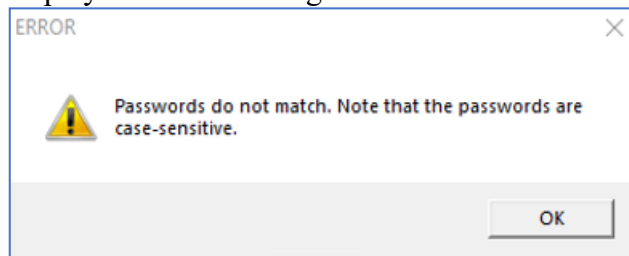 ERROR
Passwords do not match. Note that the passwords are
case-sensitive.
OK